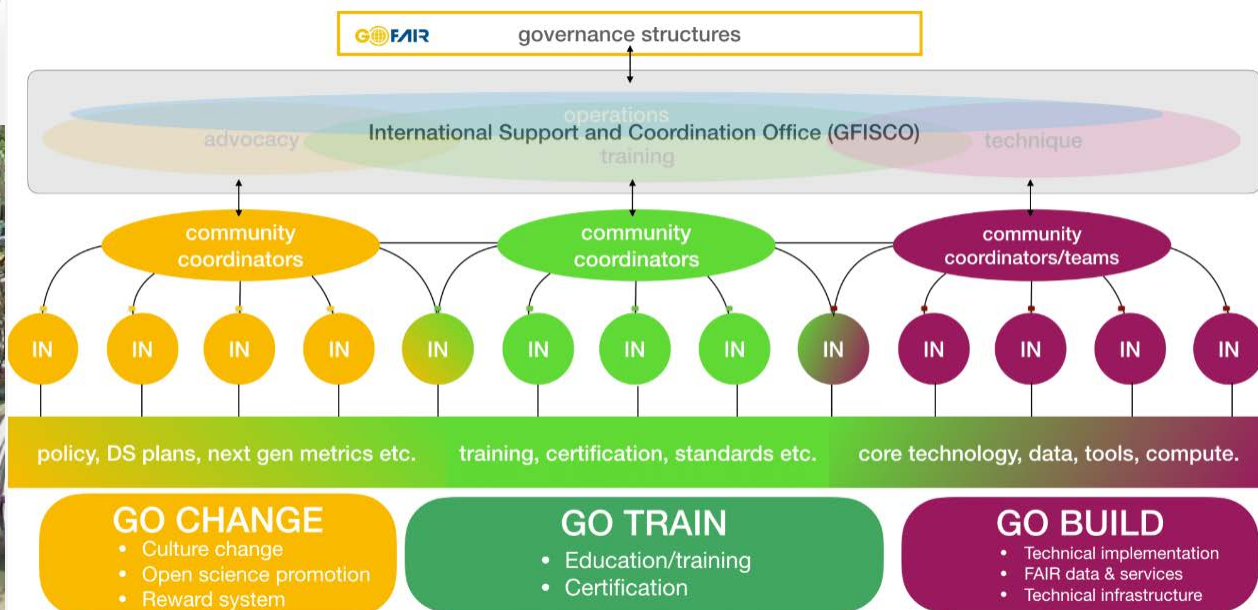 GO FAIR governance structures
operations
International Support and Coordination Office (GFISCO)
advocacy
training
technique
community
coordinators
community
coordinators
community
coordinators/teams
IN IN IN IN IN IN IN IN IN IN IN IN IN
policy, DS plans, next gen metrics etc. training, certification, standards etc. core technology, data, tools, compute.
GO CHANGE
• Culture change
• Open science promotion
• Reward system
GO TRAIN
• Education/training
• Certification
GO BUILD
• Technical implementation
• FAIR data & services
• Technical infrastructure